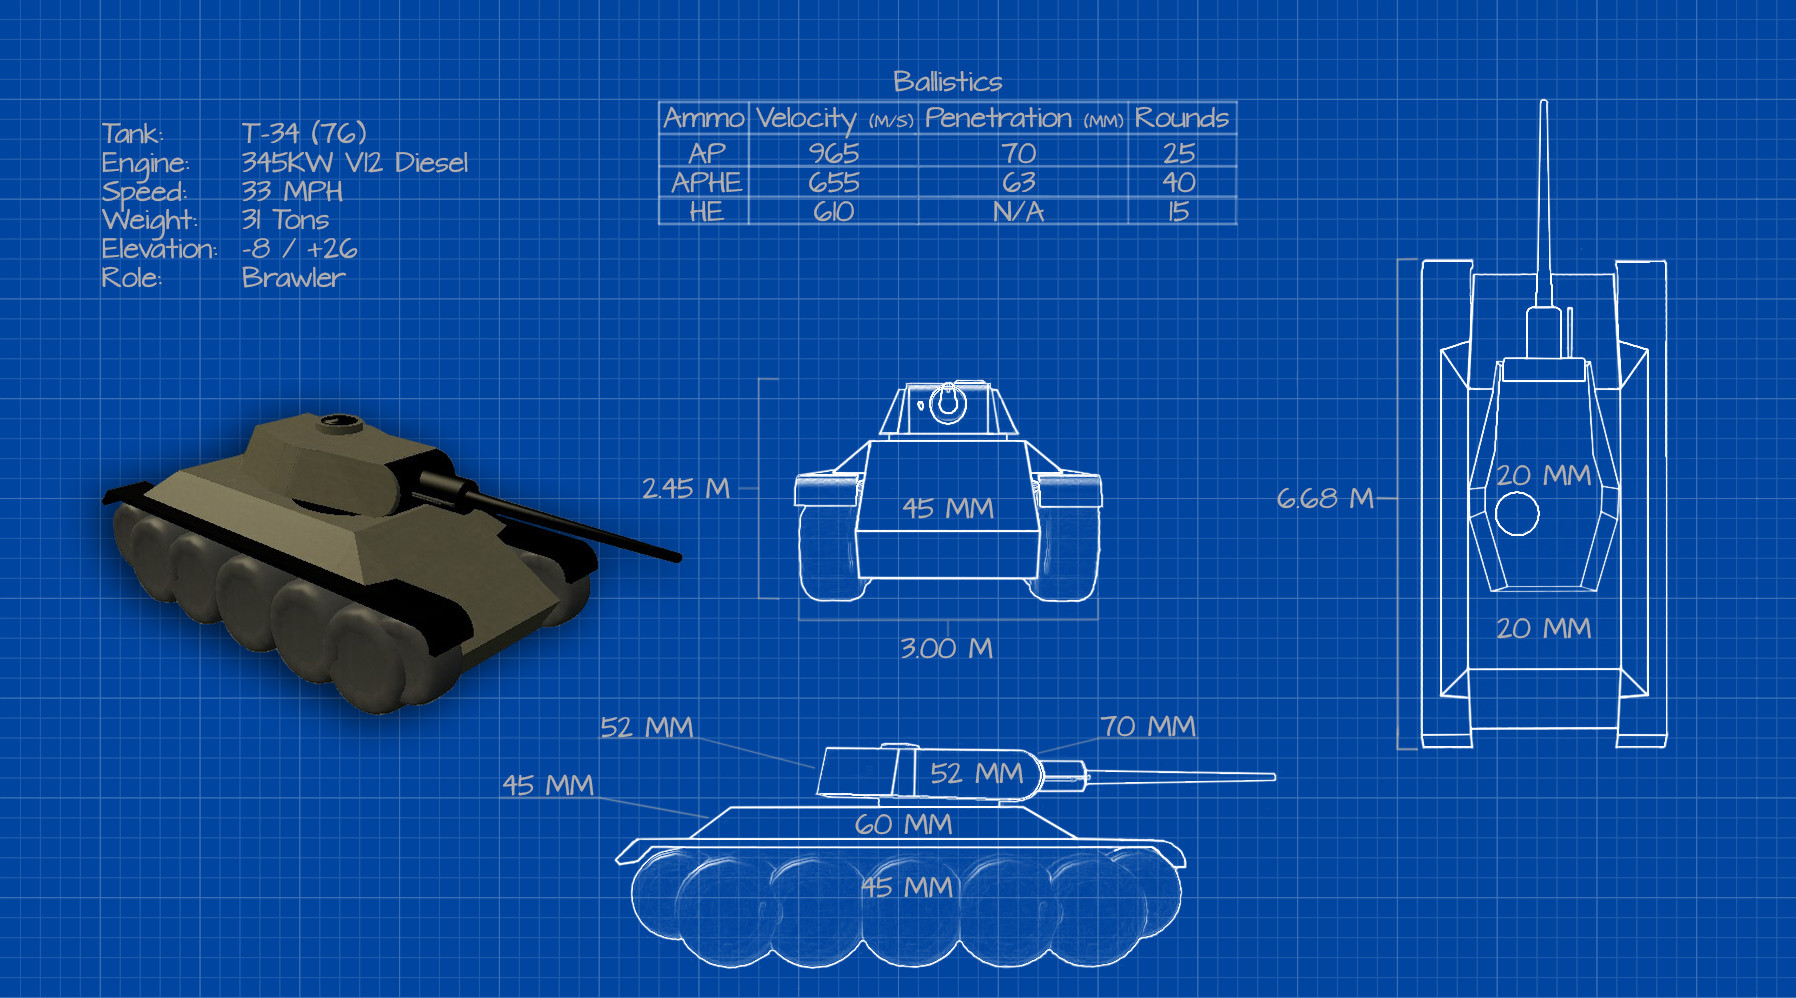 Tank: T-34 (76)
Engine: 345KW V12 Diesel
Speed: 33 MPH
Weight: 31 Tons
Elevation: -8 / +26
Role: Brawler
Ballistics
Ammo Velocity (M/S) Penetration (MM) Rounds
AP 965 70 25
APHE 655 63 40
HE 610 N/A 15
2.45 M
45 MM
3.00 M
6.68 M
20 MM
20 MM
52 MM
70 MM
52 MM
45 MM
60 MM
45 MM